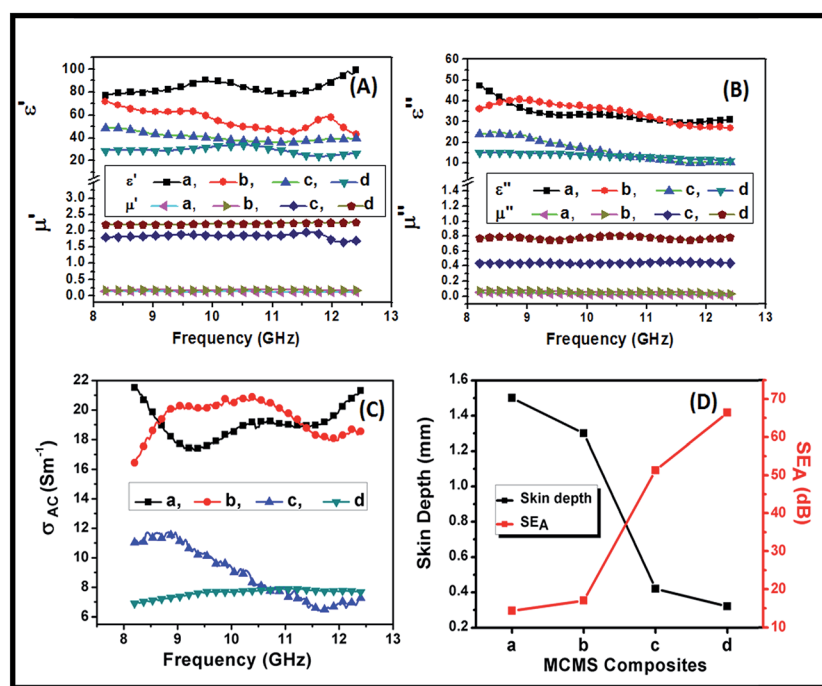 (A)
ε'
μ'
100
80
60
40
20
2.5
2.0
1.5
1.0
0.5
0.0
ε' a, b, c, d
μ' a, b, c, d
8 9 10 11 12 13
Frequency (GHz)
(B)
ε"
μ"
60
50
40
30
20
10
0
1.6
1.4
1.2
1.0
0.8
0.6
0.4
0.2
0.0
ε" a, b, c, d
μ" a, b, c, d
8 9 10 11 12 13
Frequency (GHz)
(C)
σ AC (Sm⁻¹)
22
20
18
16
14
12
10
8
6
a, b, c, d
8 9 10 11 12 13
Frequency (GHz)
(D)
Skin Depth (mm)
1.6
1.4
1.2
1.0
0.8
0.6
0.4
0.2
Skin depth
SEA
70
60
50
40
30
20
10
SEA (dB)
a b c d
MCMS Composites